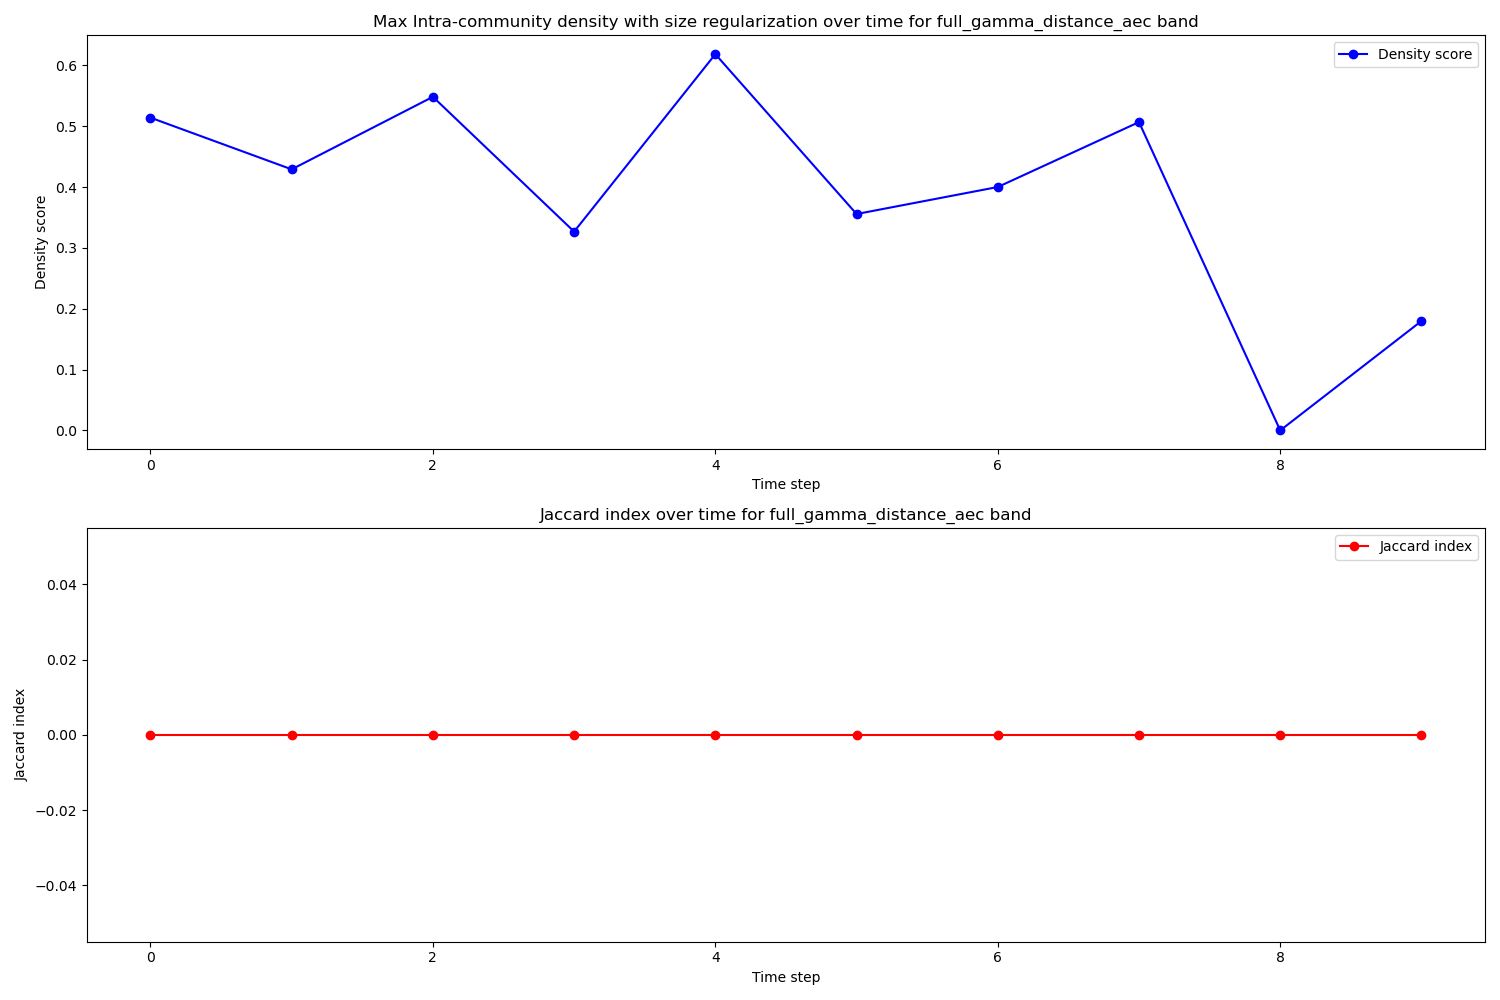 Max Intra-community density with size regularization over time for full_gamma_distance_aec band
Density score
0.6
0.5
0.4
0.3
0.2
0.1
0.0
Density score
0 2 4 6 8
Time step
Jaccard index over time for full_gamma_distance_aec band
Jaccard index
0.04
0.02
0.00
−0.02
−0.04
Jaccard index
0 2 4 6 8
Time step